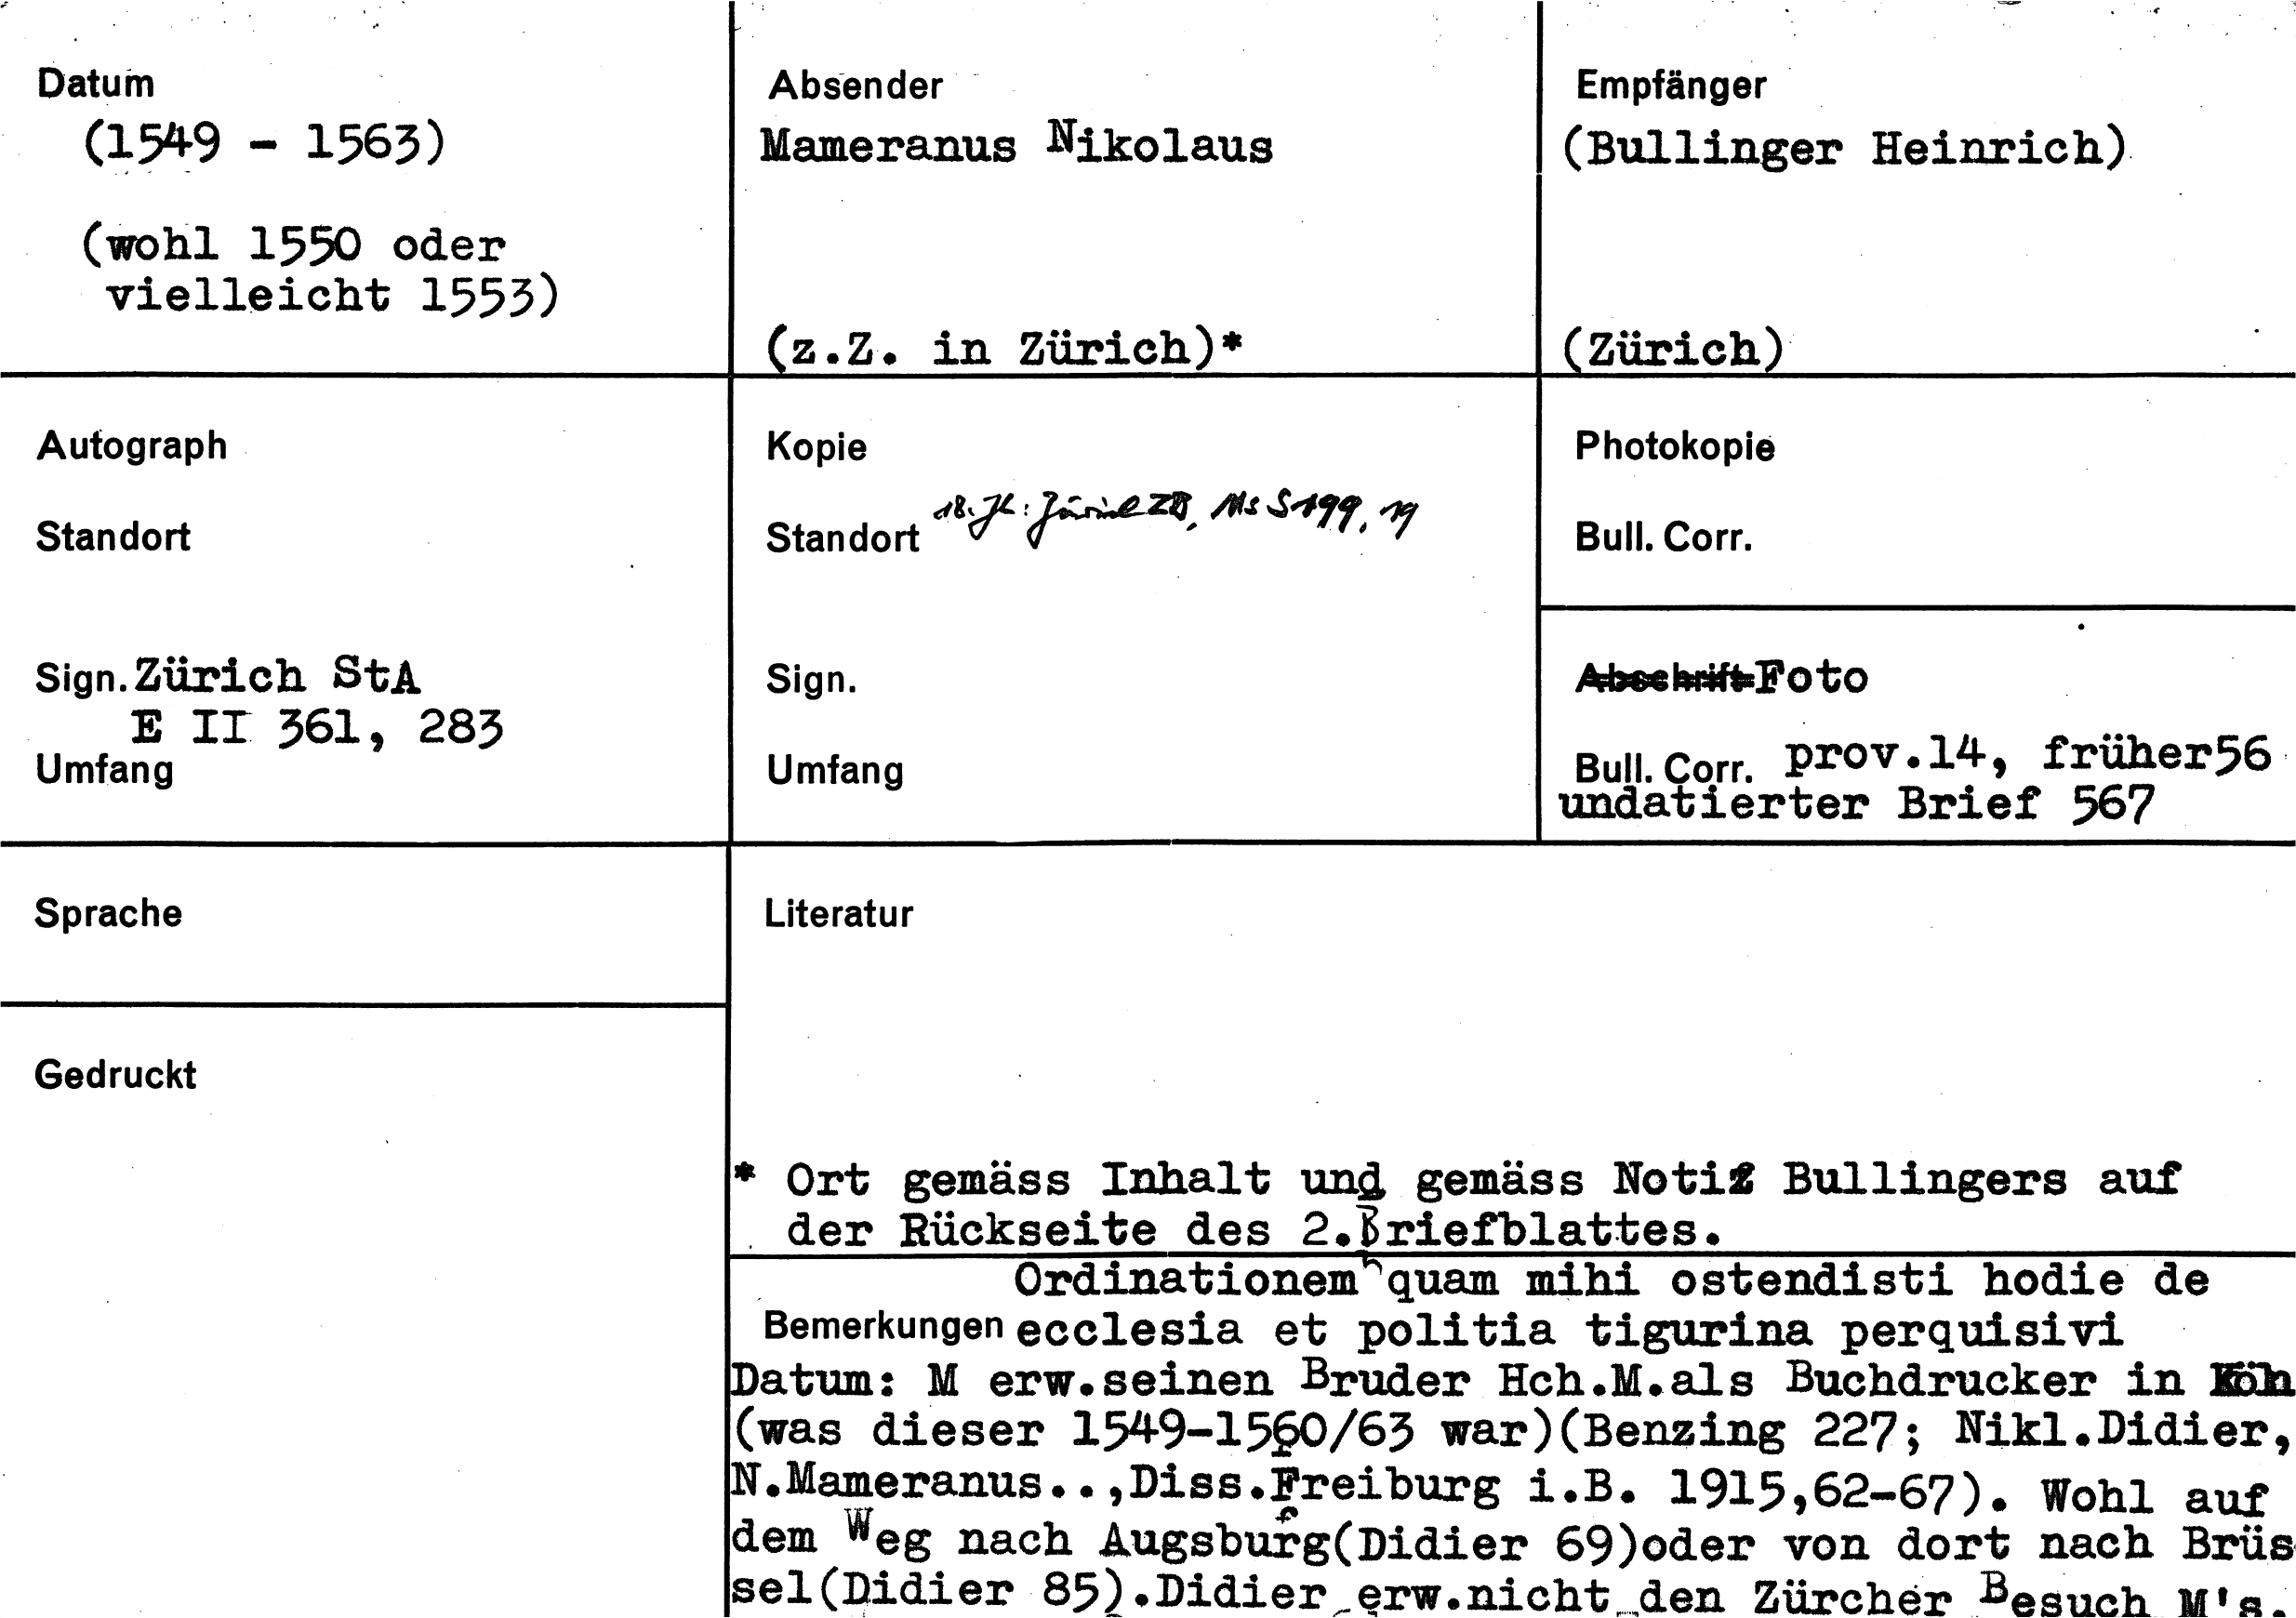 Datum
(1549 - 1563)
(wohl 1550 oder
vielleicht 1553)
Absender
Mameranus Nikolaus
(z.Z. in Zürich)*
Empfänger
(Bullinger Heinrich)
(Zürich)
Autograph
Standort
Sign. Zürich StA
E II 361, 283
Umfang
Kopie
18. Jh: Zürich ZB, Ms S 199, 19
Standort
Sign.
Umfang
Photokopie
Bull. Corr.
Abschrift Foto
Bull. Corr. prov.14, früher56
undatierter Brief 567
Sprache
Gedruckt
Literatur
* Ort gemäss Inhalt und gemäss Notiz Bullingers auf
der Rückseite des 2.Briefblattes.
Ordinationem quam mihi ostendisti hodie de
Bemerkungen ecclesia et politia tigurina perquisivi
Datum: M erw.seinen Bruder Hch.M.als Buchdrucker in Köln
(was dieser 1549-1560/63 war)(Benzing 227; Nikl.Didier,
N.Mameranus..,Diss.Freiburg i.B. 1915,62-67). Wohl auf
dem Weg nach Augsburg(Didier 69)oder von dort nach Brüs
sel(Didier 85).Didier erw.nicht den Zürcher Besuch M's.